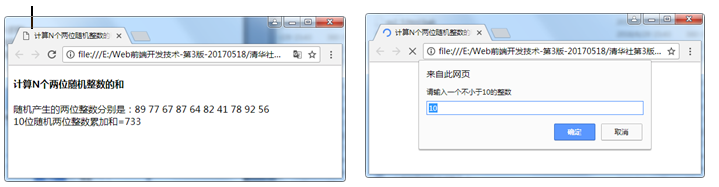 计算N个两位随机整数的
file:///E:/Web前端开发技术-第3版-20170518/清华社...
计算N个两位随机整数的和
随机产生的两位整数分别是：89 77 67 87 64 82 41 78 92 56
10位随机两位整数累加和=733
计算N个两位随机整数的
file:///E:/Web前端开发技术-第3版-20170518/清华社第3版...
来自此网页
请输入一个不小于10的整数
10
确定 取消